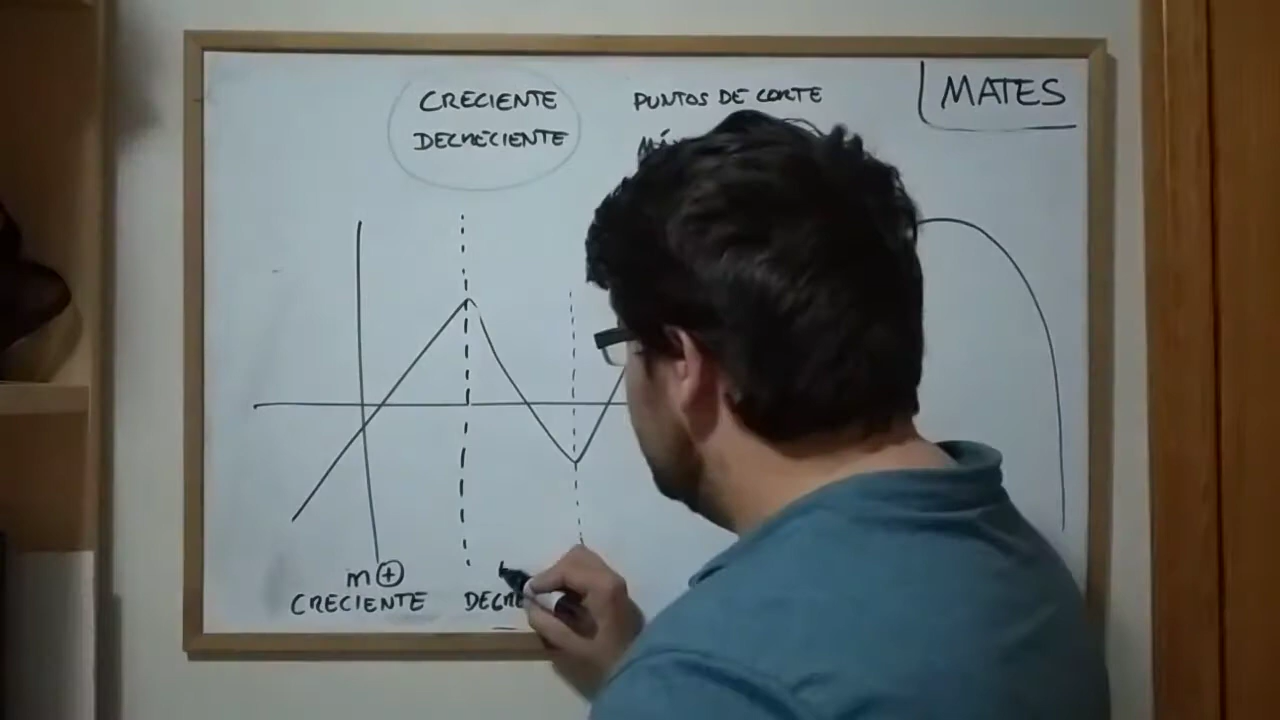 CRECIENTE
DECRECIENTE
PUNTOS DE CORTE
MATES
m ⊕
CRECIENTE